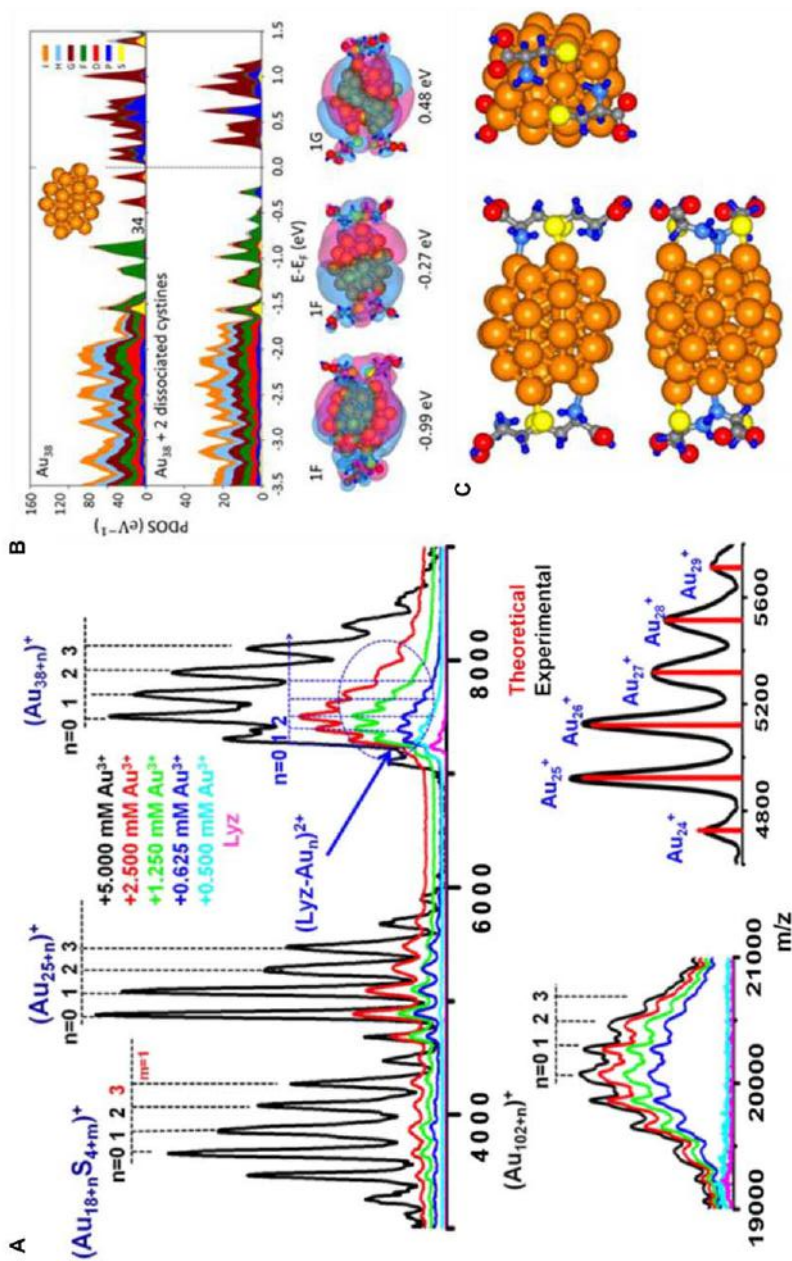 A
(Au18+nS4+m)+
n=0 1 2 3
m=1
(Au25+n)+
n=0 1 2 3
(Au38+n)+
n=0 1 2 3
+5.000 mM Au3+
+2.500 mM Au3+
+1.250 mM Au3+
+0.625 mM Au3+
+0.500 mM Au3+
Lyz
n=0 1 2
(Lyz-Aun)2+
4000 6000 8000
(Au102+n)+
n=0 1 2 3
19000 20000 21000
m/z
Theoretical
Experimental
Au24+ Au25+ Au26+ Au27+ Au28+ Au29+
4800 5200 5600
B
PDOS (eV−1)
160
120
80
40
0
Au38
34
I
H
G
F
D
P
S
80
40
0
Au38 + 2 dissociated cystines
-3.5 -3.0 -2.5 -2.0 -1.5 -1.0 -0.5 0.0 0.5 1.0 1.5
E-EF (eV)
1F 1F 1G
-0.99 eV -0.27 eV 0.48 eV
C